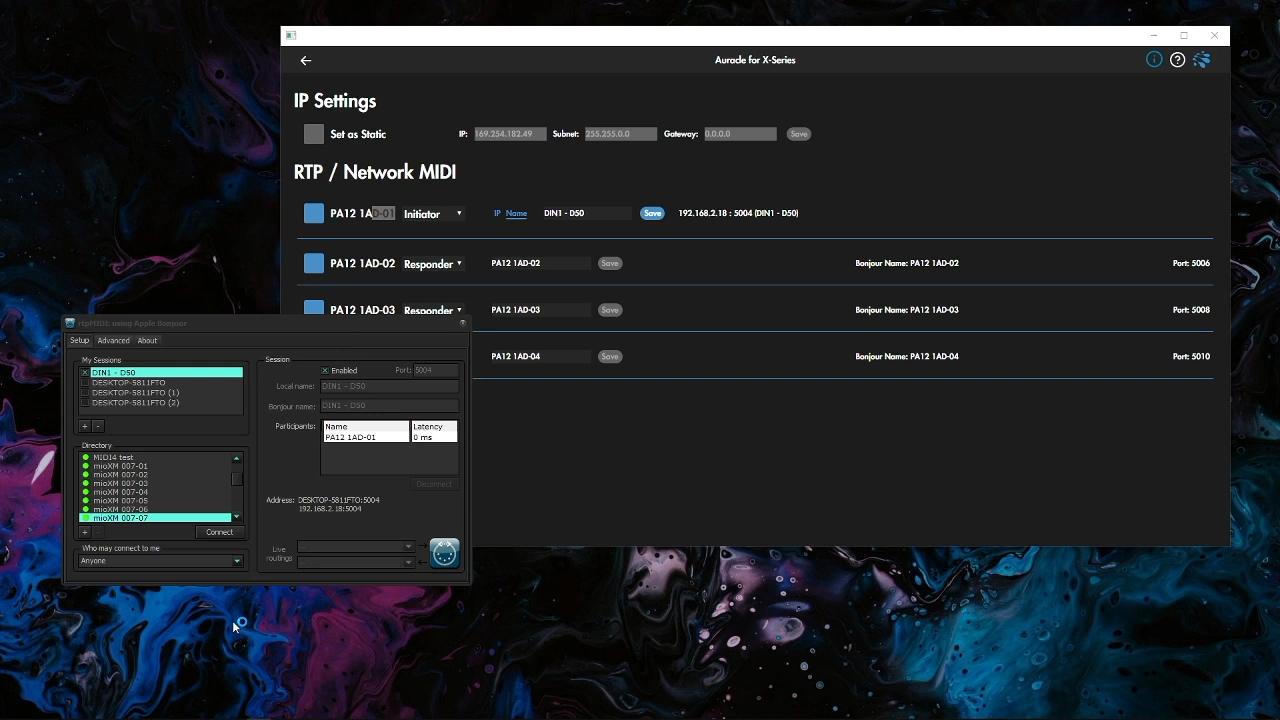 Auracle for X-Series
IP Settings
Set as Static IP: 169.254.182.49 Subnet: 255.255.0.0 Gateway: 0.0.0.0 Save
RTP / Network MIDI
PA12 1AD-01 Initiator IP Name DIN1 - D50 Save 192.168.2.18 : 5004 (DIN1 - D50)
PA12 1AD-02 Responder PA12 1AD-02 Save Bonjour Name: PA12 1AD-02 Port: 5006
PA12 1AD-03 Responder PA12 1AD-03 Save Bonjour Name: PA12 1AD-03 Port: 5008
PA12 1AD-04 Save Bonjour Name: PA12 1AD-04 Port: 5010
rtpMIDI: using Apple Bonjour
Setup Advanced About
My Sessions
DIN1 - D50
DESKTOP-5811FTO
DESKTOP-5811FTO (1)
DESKTOP-5811FTO (2)
+ -
Directory
MIDI4 test
mioXM 007-01
mioXM 007-02
mioXM 007-03
mioXM 007-04
mioXM 007-05
mioXM 007-06
mioXM 007-07
+ - Connect
Who may connect to me
Anyone
Session
Enabled Port: 5004
Local name: DIN1 - D50
Bonjour name: DIN1 - D50
Participants: Name Latency
PA12 1AD-01 0 ms
Disconnect
Address: DESKTOP-5811FTO:5004
192.168.2.18:5004
Live
routings